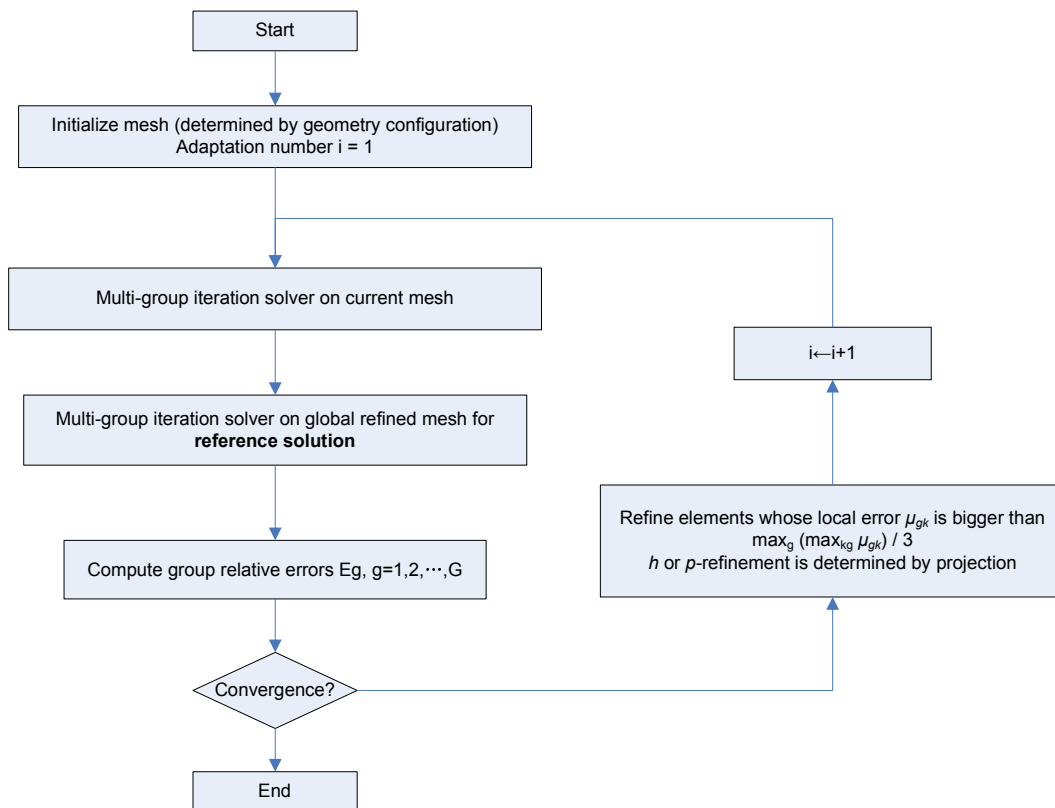 Start
Initialize mesh (determined by geometry configuration)
Adaptation number i = 1
Multi-group iteration solver on current mesh
Multi-group iteration solver on global refined mesh for
reference solution
Compute group relative errors Eg, g=1,2,⋯,G
Convergence?
End
i←i+1
Refine elements whose local error μgk is bigger than
maxg (maxkg μgk) / 3
h or p-refinement is determined by projection